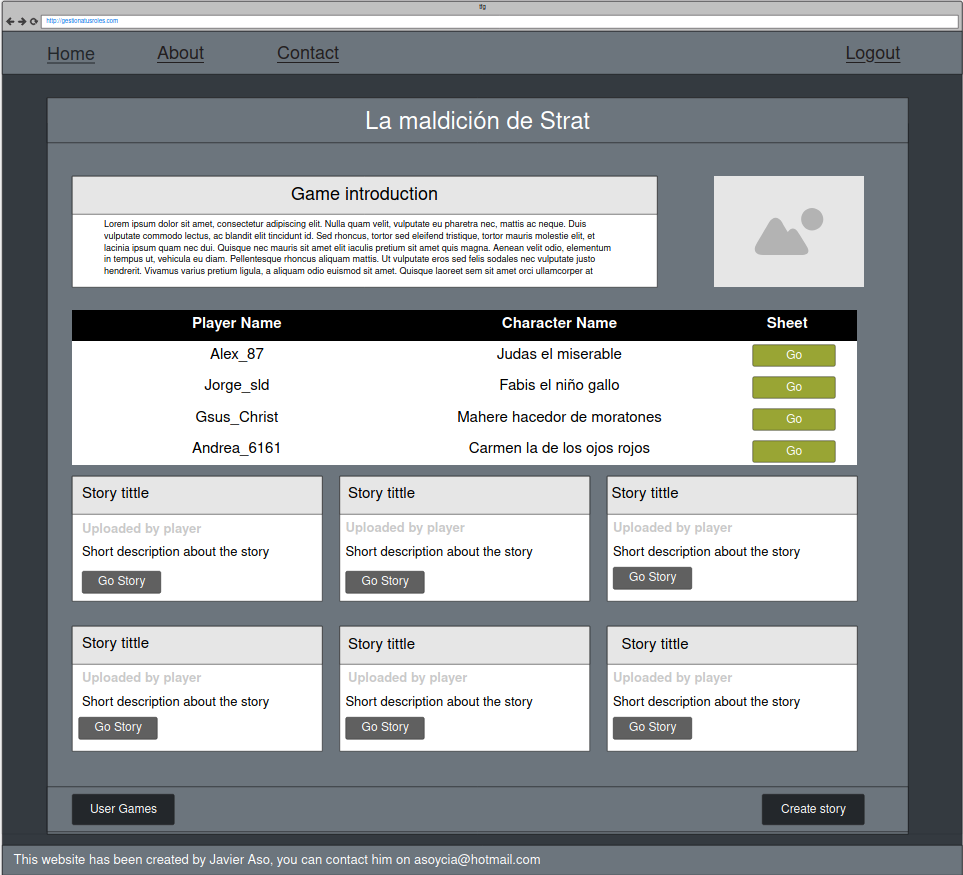 tfg
http://gestionatusroles.com
Home About Contact Logout
La maldición de Strat
Game introduction
Lorem ipsum dolor sit amet, consectetur adipiscing elit. Nulla quam velit, vulputate eu pharetra nec, mattis ac neque. Duis
vulputate commodo lectus, ac blandit elit tincidunt id. Sed rhoncus, tortor sed eleifend tristique, tortor mauris molestie elit, et
lacinia ipsum quam nec dui. Quisque nec mauris sit amet elit iaculis pretium sit amet quis magna. Aenean velit odio, elementum
in tempus ut, vehicula eu diam. Pellentesque rhoncus aliquam mattis. Ut vulputate eros sed felis sodales nec vulputate justo
hendrerit. Vivamus varius pretium ligula, a aliquam odio euismod sit amet. Quisque laoreet sem sit amet orci ullamcorper at
Player Name Character Name Sheet
Alex_87 Judas el miserable Go
Jorge_sld Fabis el niño gallo Go
Gsus_Christ Mahere hacedor de moratones Go
Andrea_6161 Carmen la de los ojos rojos Go
Story tittle
Uploaded by player
Short description about the story
Go Story
Story tittle
Uploaded by player
Short description about the story
Go Story
Story tittle
Uploaded by player
Short description about the story
Go Story
Story tittle
Uploaded by player
Short description about the story
Go Story
Story tittle
Uploaded by player
Short description about the story
Go Story
Story tittle
Uploaded by player
Short description about the story
Go Story
User Games Create story
This website has been created by Javier Aso, you can contact him on asoycia@hotmail.com